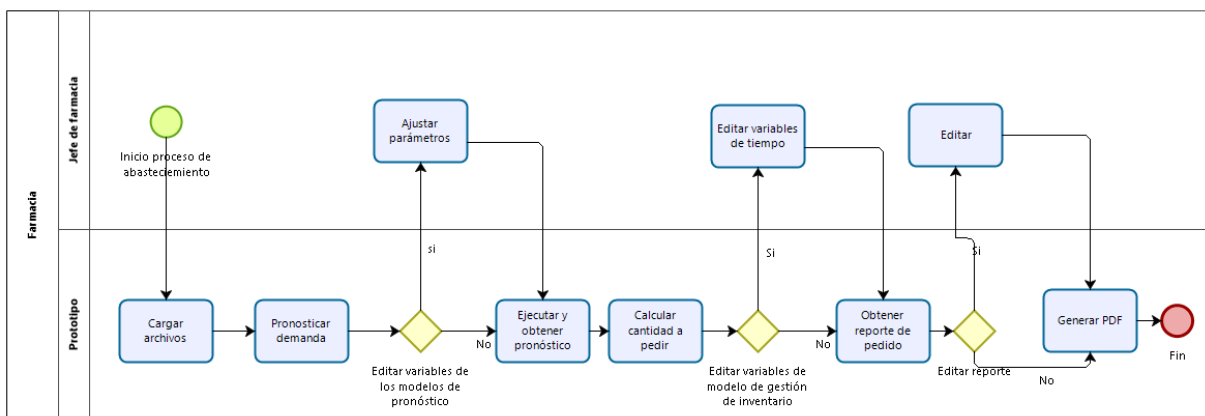 Farmacia
Jefe de farmacia
Inicio proceso de
abasteciemiento
Ajustar
parámetros
Editar variables
de tiempo
Editar
si
Si
Si
Prototipo
Cargar
archivos
Pronosticar
demanda
Editar variables de
los modelos de
pronóstico
No
Ejecutar y
obtener
pronóstico
Calcular
cantidad a
pedir
Editar variables de
modelo de gestión
de inventario
No
Obtener
reporte de
pedido
Editar reporte
No
Generar PDF
Fin